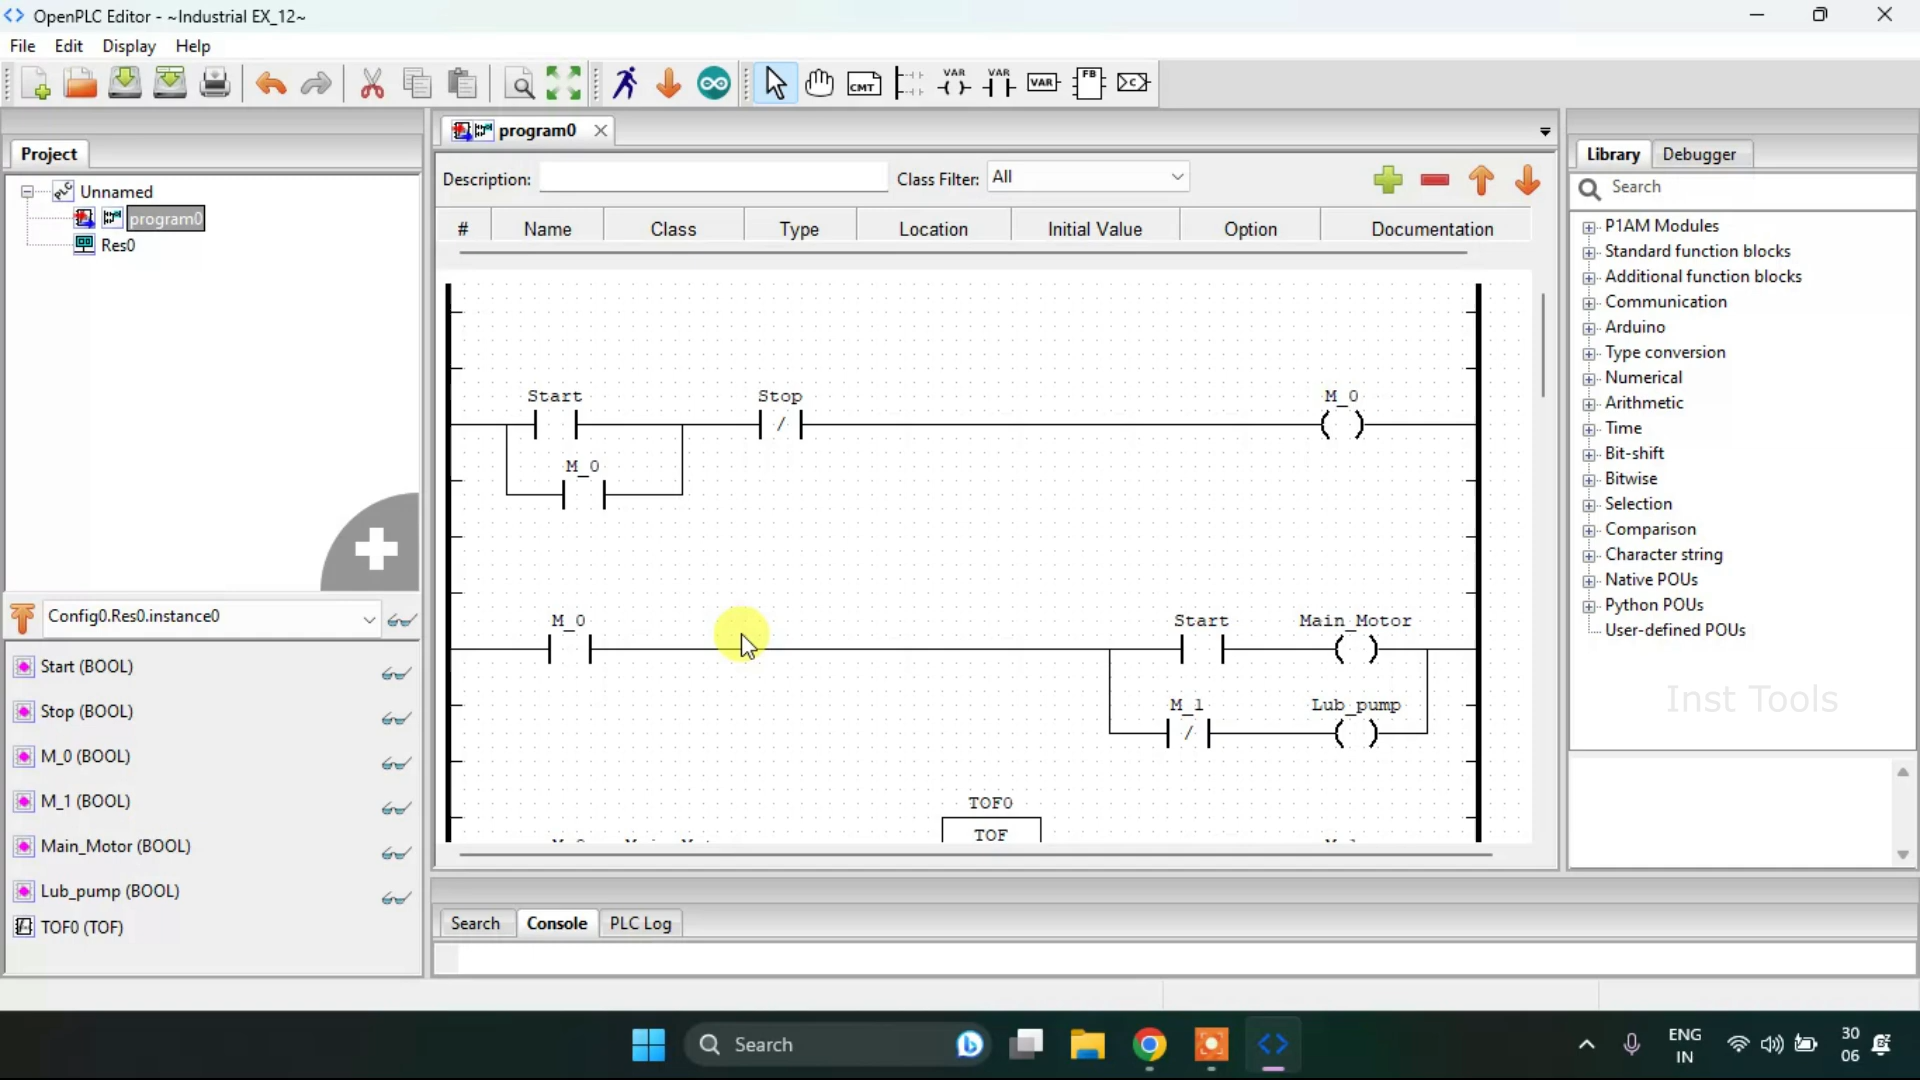 OpenPLC Editor - ~Industrial EX_12~
File Edit Display Help
CMT VAR VAR VAR FB C
Project
Unnamed
program0
Res0
Config0.Res0.instance0
Start (BOOL)
Stop (BOOL)
M_0 (BOOL)
M_1 (BOOL)
Main_Motor (BOOL)
Lub_pump (BOOL)
TOF0 (TOF)
program0
Description: Class Filter: All
# Name Class Type Location Initial Value Option Documentation
Start Stop M_0
M_0
M_0 Start Main_Motor
M_1 Lub_pump
TOF0
TOF
Search Console PLC Log
Library Debugger
Search
P1AM Modules
Standard function blocks
Additional function blocks
Communication
Arduino
Type conversion
Numerical
Arithmetic
Time
Bit-shift
Bitwise
Selection
Comparison
Character string
Native POUs
Python POUs
User-defined POUs
Inst Tools
Search
ENG
IN
30
06